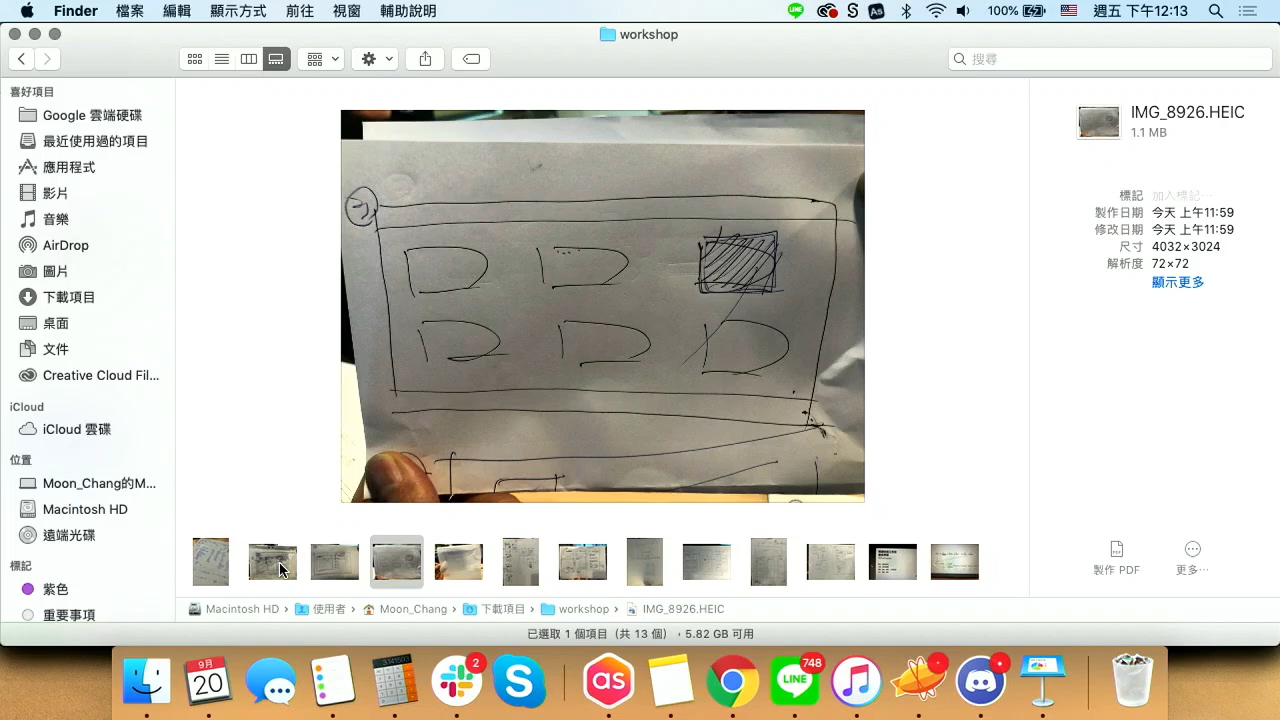 Finder 檔案 編輯 顯示方式 前往 視窗 輔助說明 100% 週五 下午12:13
workshop
搜尋
喜好項目
Google 雲端硬碟
最近使用過的項目
應用程式
影片
音樂
AirDrop
圖片
下載項目
桌面
文件
Creative Cloud Fil...
iCloud
iCloud 雲碟
位置
Moon_Chang的M...
Macintosh HD
遠端光碟
標記
紫色
重要事項
IMG_8926.HEIC
1.1 MB
標記 加入標記…
製作日期 今天 上午11:59
修改日期 今天 上午11:59
尺寸 4032×3024
解析度 72×72
顯示更多
製作 PDF 更多…
Macintosh HD › 使用者 › Moon_Chang › 下載項目 › workshop › IMG_8926.HEIC
已選取 1 個項目（共 13 個），5.82 GB 可用
9月
20
3.141503
2
S
as
748